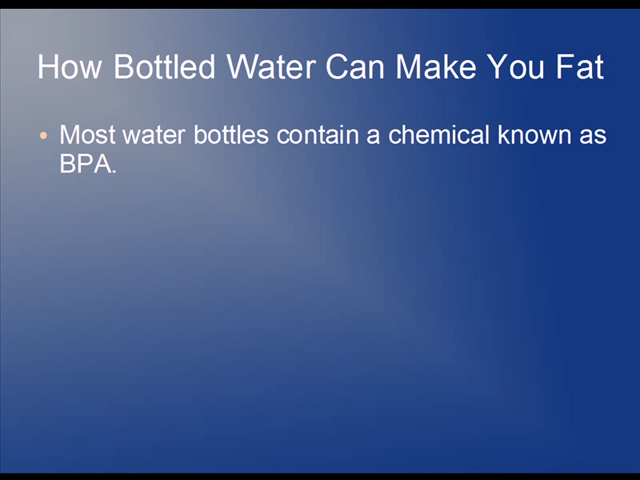 How Bottled Water Can Make You Fat
• Most water bottles contain a chemical known as
BPA.